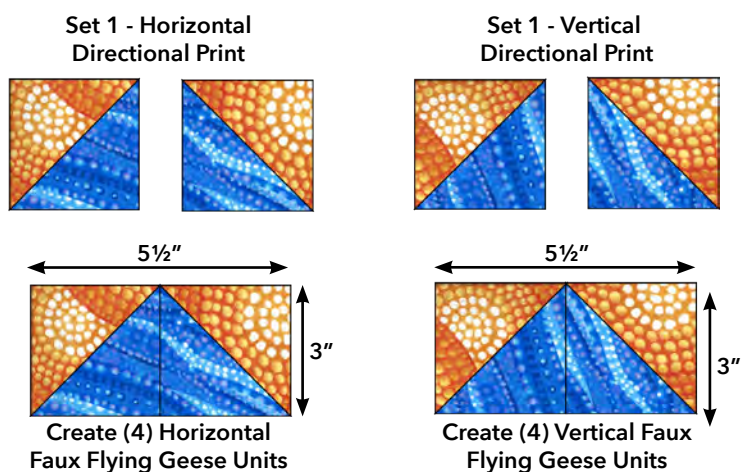 Set 1 - Horizontal
Directional Print
5½”
3”
Create (4) Horizontal
Faux Flying Geese Units
Set 1 - Vertical
Directional Print
5½”
3”
Create (4) Vertical Faux
Flying Geese Units